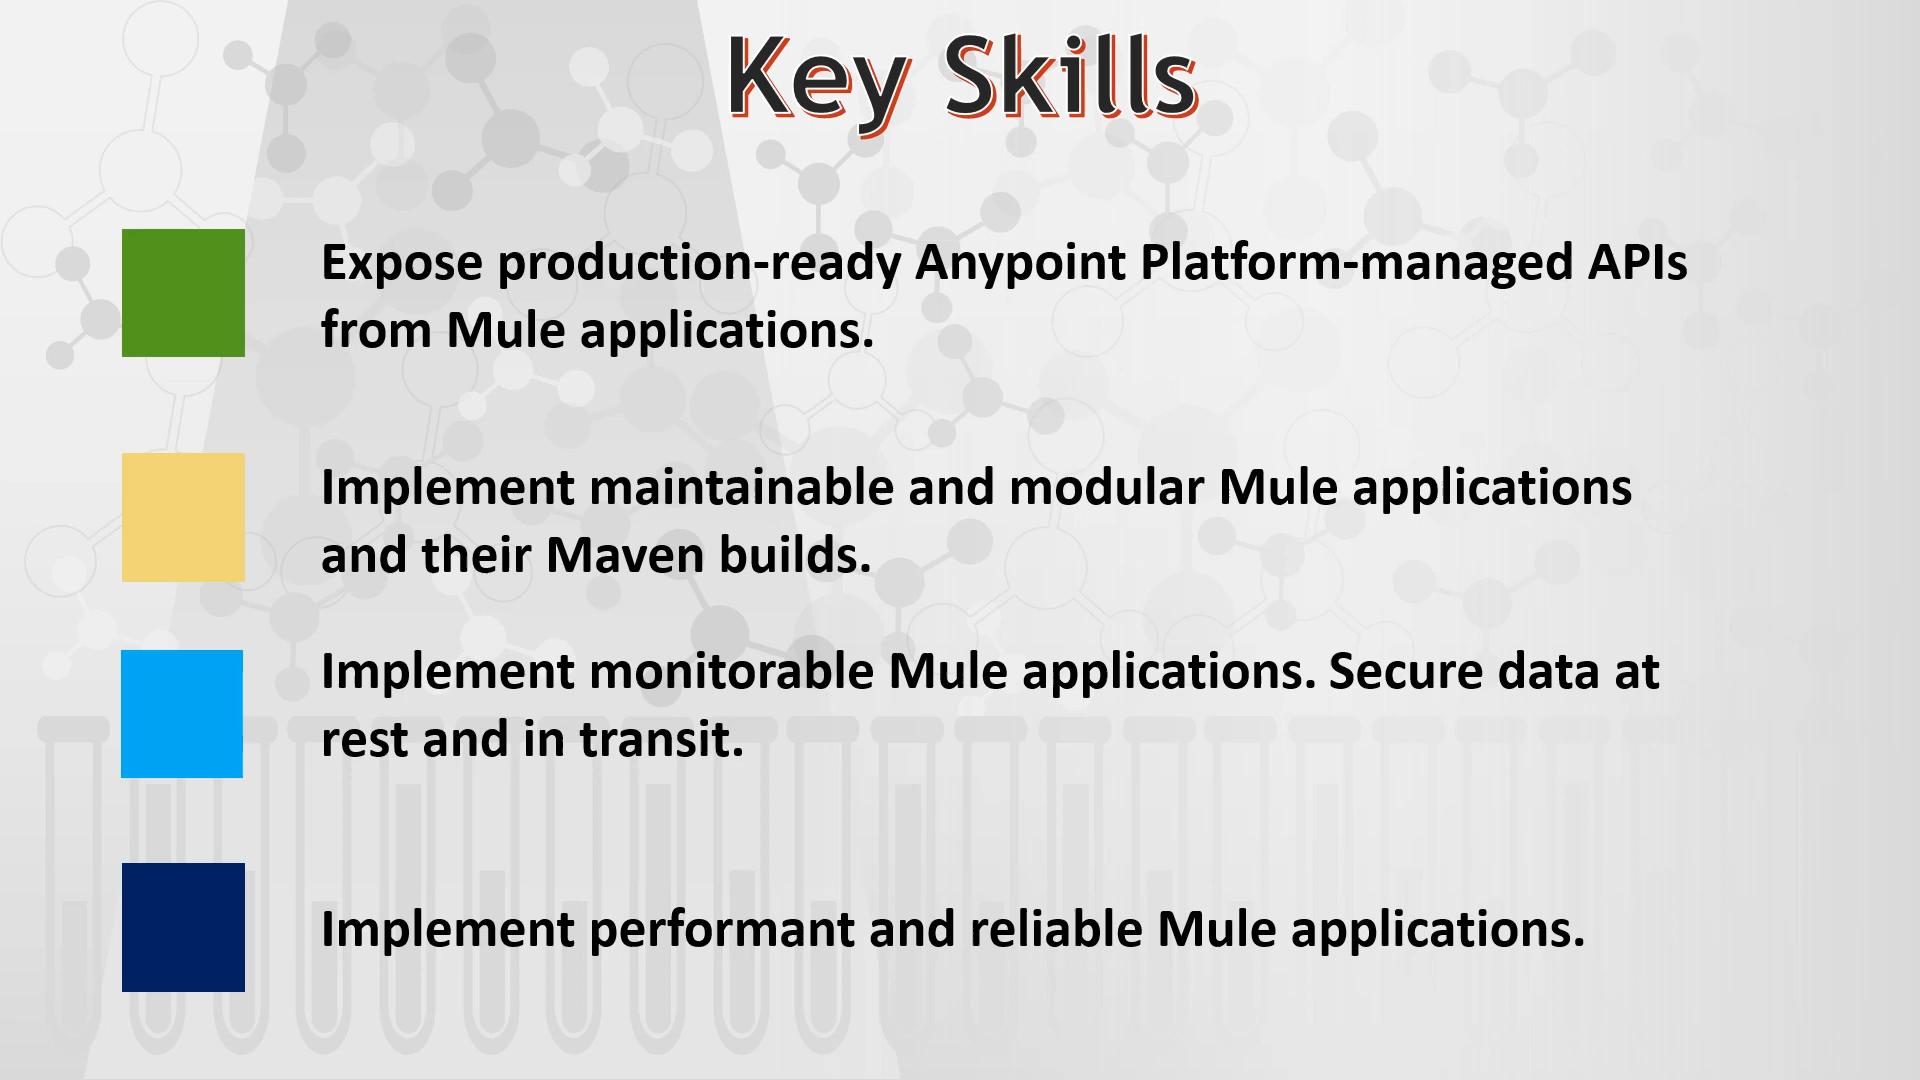 Key Skills
Expose production-ready Anypoint Platform-managed APIs
from Mule applications.
Implement maintainable and modular Mule applications
and their Maven builds.
Implement monitorable Mule applications. Secure data at
rest and in transit.
Implement performant and reliable Mule applications.